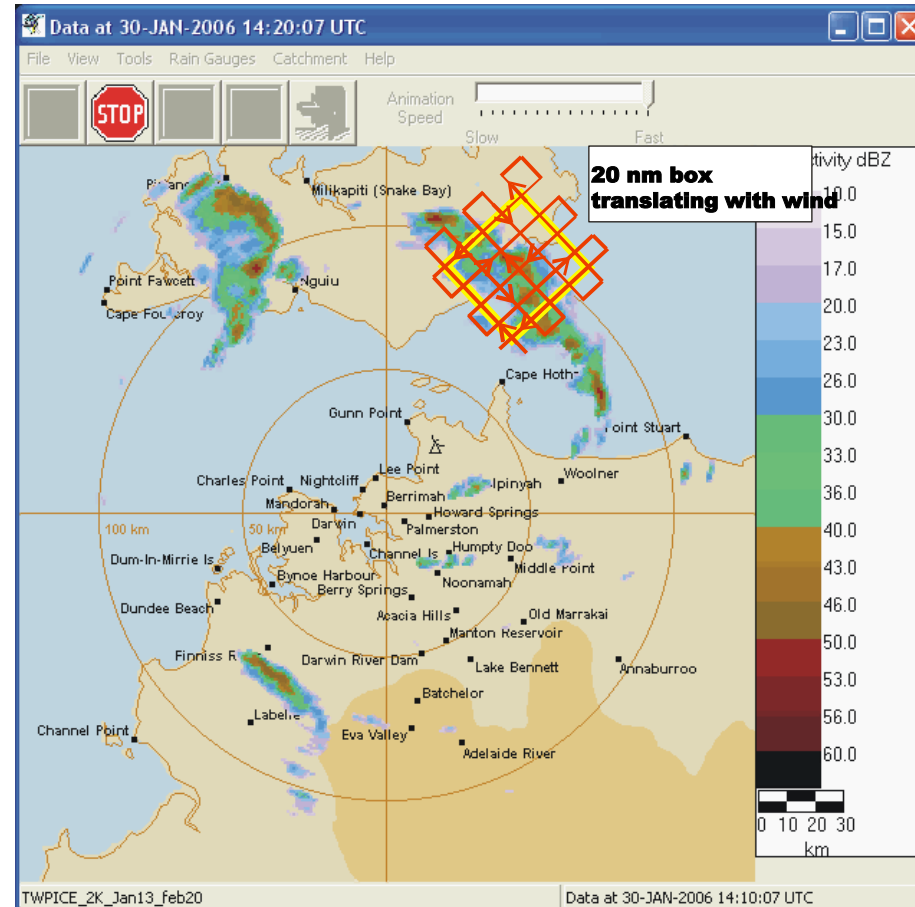 Data at 30-JAN-2006 14:20:07 UTC
File View Tools Rain Gauges Catchment Help
STOP
Animation
Speed
Slow Fast
20 nm box
translating with wind
tivity dBZ
10.0
15.0
17.0
20.0
23.0
26.0
30.0
33.0
36.0
40.0
43.0
46.0
50.0
53.0
56.0
60.0
0 10 20 30
km
Milikapiti (Snake Bay)
Point Fawcett
Nguiu
Cape Fourcroy
Cape Hoth
Gunn Point
oint Stuart
Lee Point
Charles Point Nightcliff
Ipinyah
Woolner
Berrimah
Mandorah
Howard Springs
Darwin
100 km 50 km
Palmerston
Belyuen
Channel Is
Humpty Doo
Dum-In-Mirrie Is
Middle Point
Bynoe Harbour
Noonamah
Berry Springs
Dundee Beach
Acacia Hills
Old Marrakai
Manton Reservoir
Finniss R
Darwin River Dam
Lake Bennett
Annaburroo
Batchelor
Labelle
Channel Point
Eva Valley
Adelaide River
TWPICE_2K_Jan13_feb20
Data at 30-JAN-2006 14:10:07 UTC